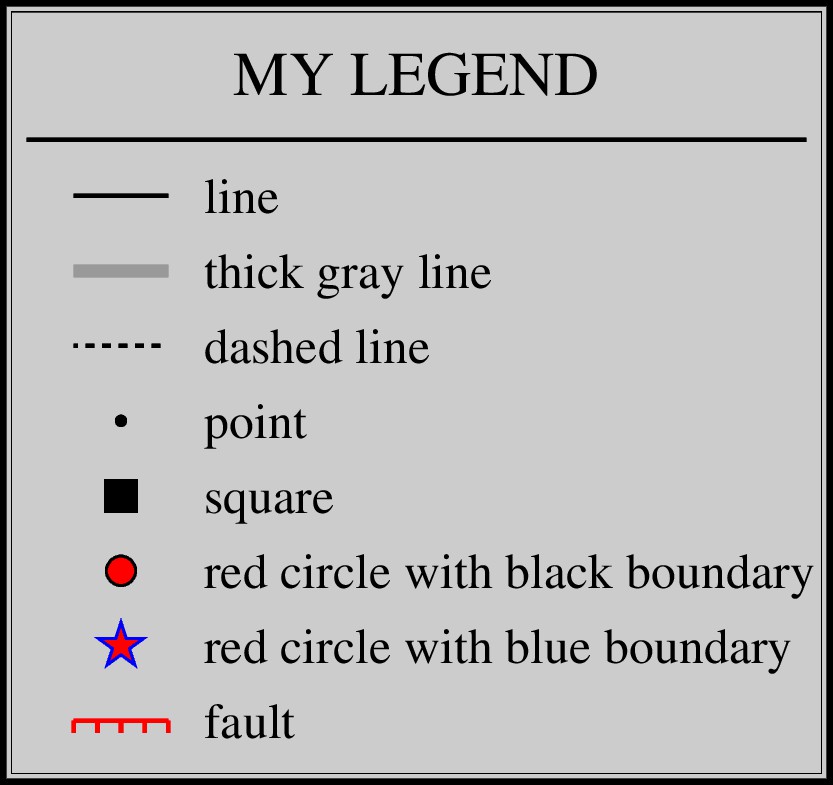 MY LEGEND
line
thick gray line
dashed line
point
square
red circle with black boundary
red circle with blue boundary
fault